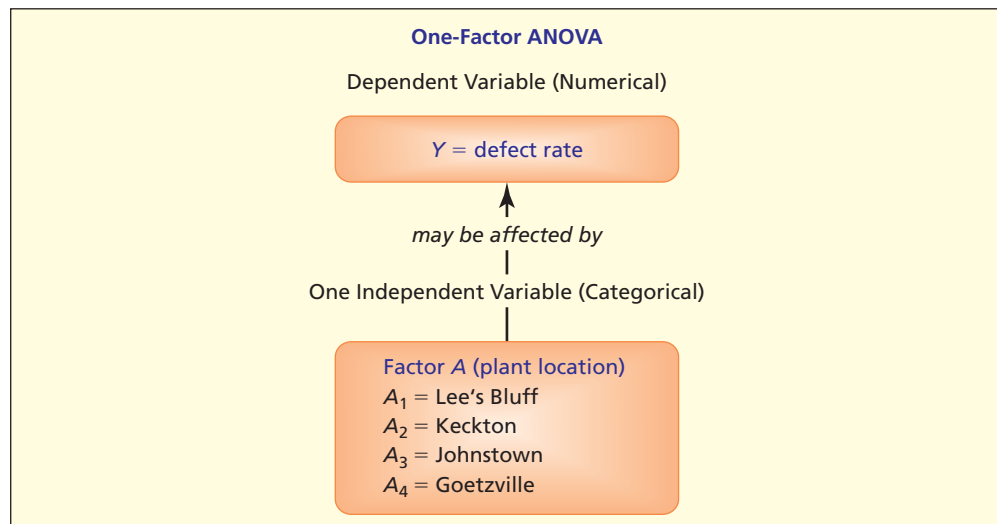 One-Factor ANOVA
Dependent Variable (Numerical)
Y = defect rate
may be affected by
One Independent Variable (Categorical)
Factor A (plant location)
A₁ = Lee's Bluff
A₂ = Keckton
A₃ = Johnstown
A₄ = Goetzville